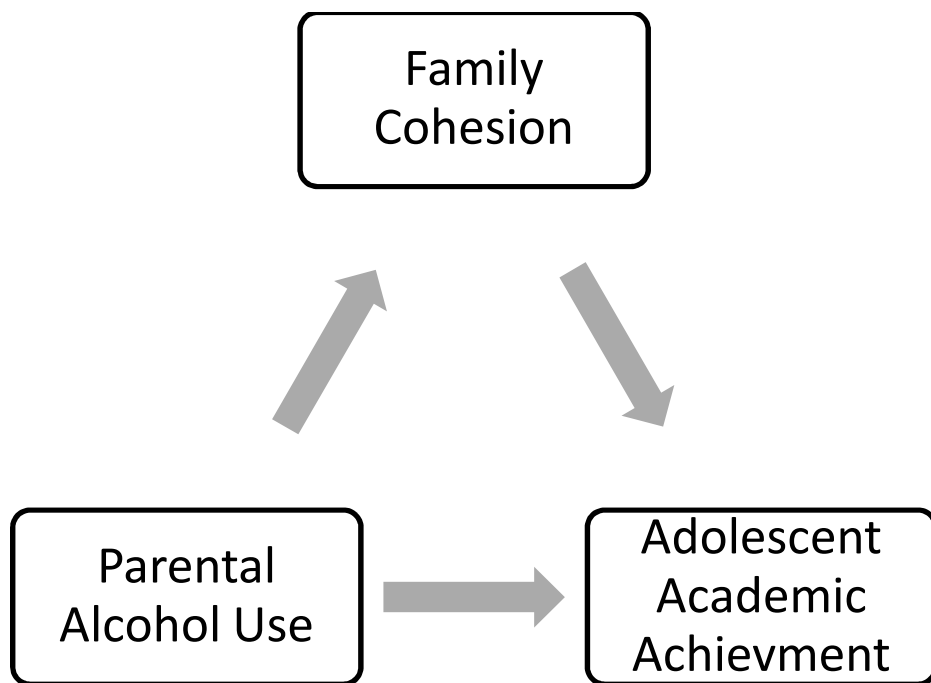 Family
Cohesion
Parental
Alcohol Use
Adolescent
Academic
Achievment